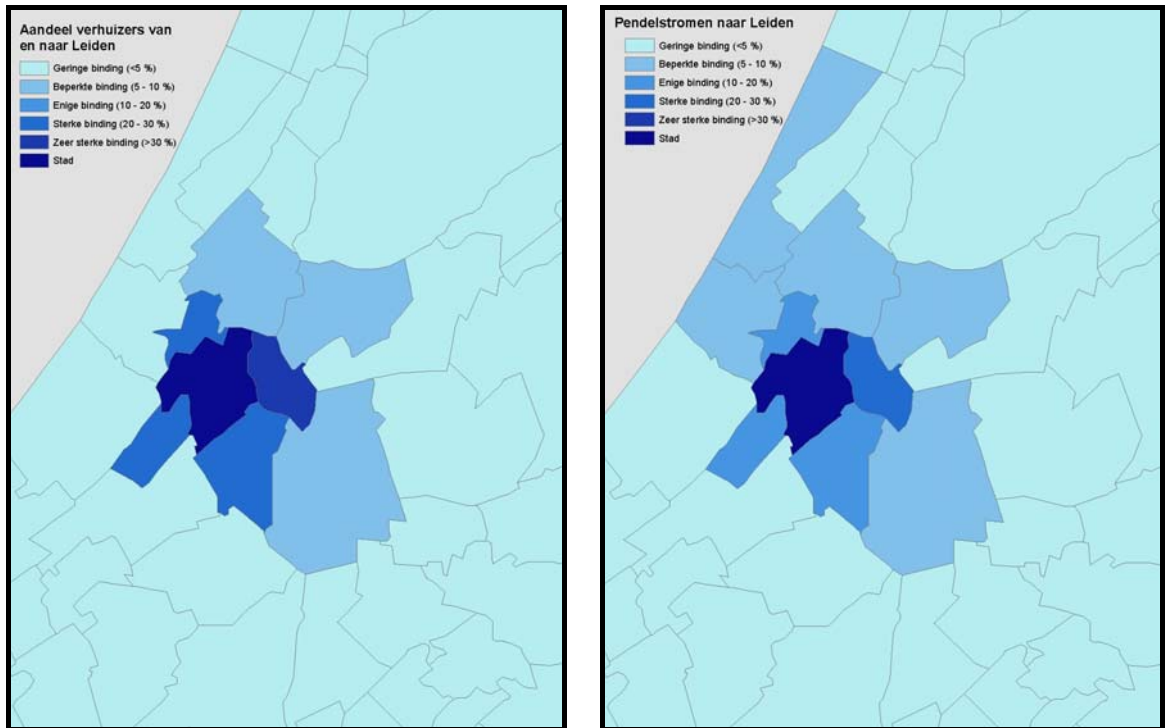 Aandeel verhuizers van
en naar Leiden
Geringe binding (<5 %)
Beperkte binding (5 - 10 %)
Enige binding (10 - 20 %)
Sterke binding (20 - 30 %)
Zeer sterke binding (>30 %)
Stad
Pendelstromen naar Leiden
Geringe binding (<5 %)
Beperkte binding (5 - 10 %)
Enige binding (10 - 20 %)
Sterke binding (20 - 30 %)
Zeer sterke binding (>30 %)
Stad